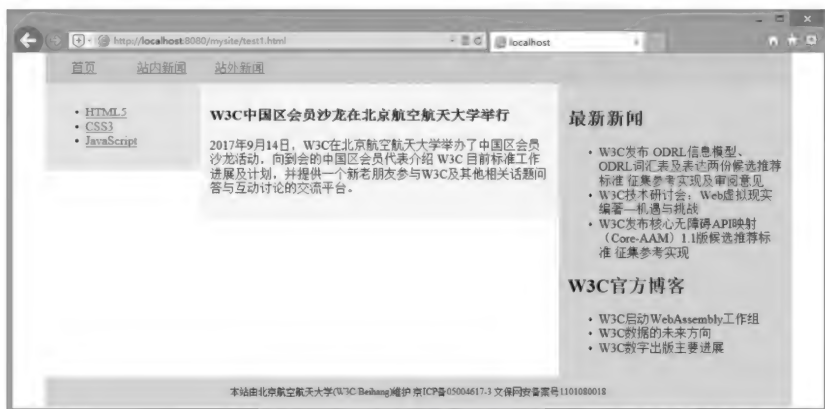 http://localhost:8080/mysite/test1.html
localhost
首页 站内新闻 站外新闻
• HTML5
• CSS3
• JavaScript
W3C中国区会员沙龙在北京航空航天大学举行
2017年9月14日，W3C在北京航空航天大学举办了中国区会员
沙龙活动，向到会的中国区会员代表介绍 W3C 目前标准工作
进展及计划，并提供一个新老朋友参与W3C及其他相关话题问
答与互动讨论的交流平台。
最新新闻
• W3C发布 ODRL信息模型、
ODRL词汇表及表达两份候选推荐
标准 征集参考实现及审阅意见
• W3C技术研讨会：Web虚拟现实
编著—机遇与挑战
• W3C发布核心无障碍API映射
（Core-AAM）1.1版候选推荐标
准 征集参考实现
W3C官方博客
• W3C启动WebAssembly工作组
• W3C数据的未来方向
• W3C数字出版主要进展
本站由北京航空航天大学(W3C Beihang)维护 京ICP备05004617-3 文保网安备案号1101080018